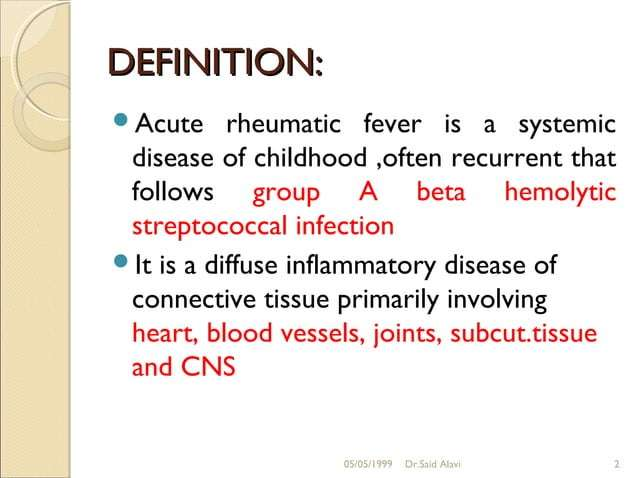 DEFINITION:
Acute rheumatic fever is a systemic
disease of childhood ,often recurrent that
follows group A beta hemolytic
streptococcal infection
It is a diffuse inflammatory disease of
connective tissue primarily involving
heart, blood vessels, joints, subcut.tissue
and CNS
05/05/1999 Dr.Said Alavi 2